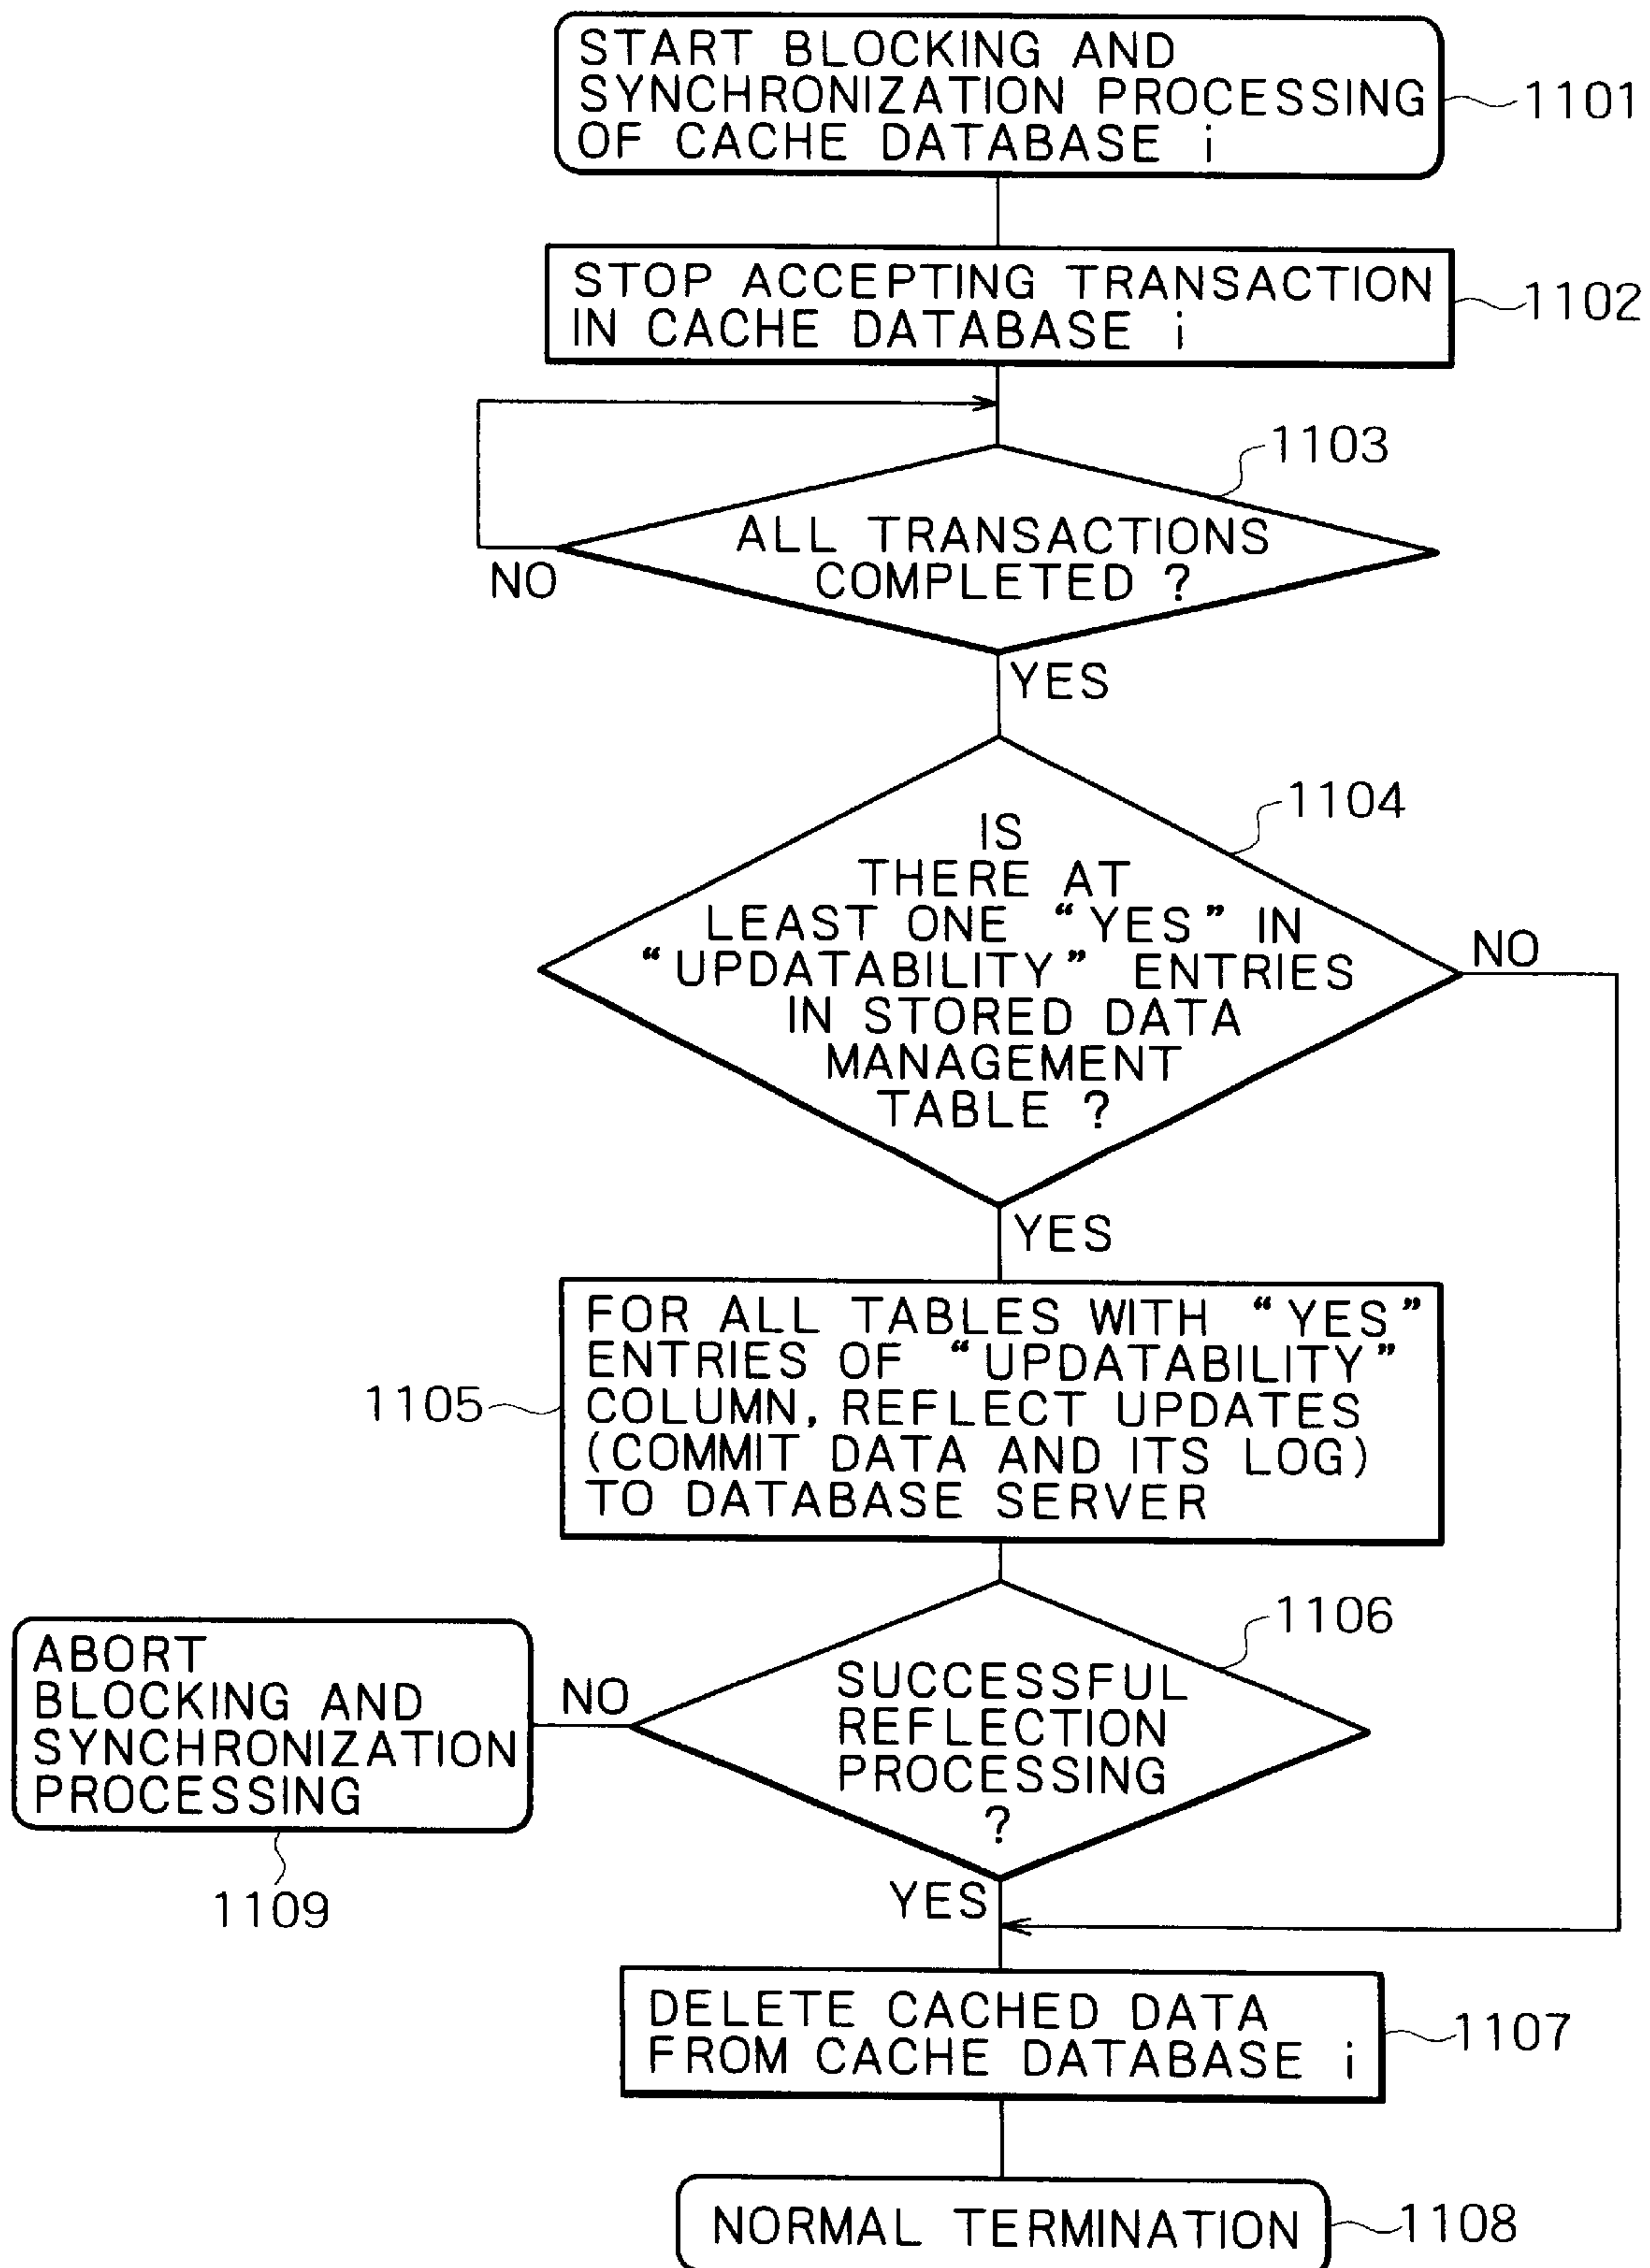 START BLOCKING AND
SYNCHRONIZATION PROCESSING
OF CACHE DATABASE i
1101
STOP ACCEPTING TRANSACTION
IN CACHE DATABASE i
1102
1103
ALL TRANSACTIONS
COMPLETED ?
NO
YES
1104
IS
THERE AT
LEAST ONE “YES” IN
“UPDATABILITY” ENTRIES
IN STORED DATA
MANAGEMENT
TABLE ?
NO
YES
FOR ALL TABLES WITH “YES”
ENTRIES OF “UPDATABILITY”
COLUMN, REFLECT UPDATES
(COMMIT DATA AND ITS LOG)
TO DATABASE SERVER
1105
1106
SUCCESSFUL
REFLECTION
PROCESSING
?
NO
ABORT
BLOCKING AND
SYNCHRONIZATION
PROCESSING
1109
YES
DELETE CACHED DATA
FROM CACHE DATABASE i
1107
NORMAL TERMINATION
1108